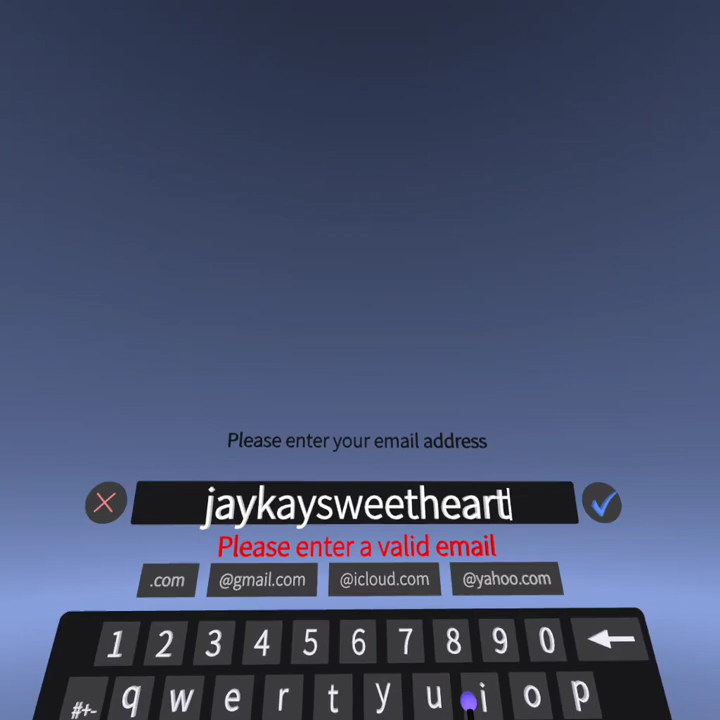 Please enter your email address
jaykaysweetheart
Please enter a valid email
.com @gmail.com @icloud.com @yahoo.com
1 2 3 4 5 6 7 8 9 0
#+- q w e r t y u i o p